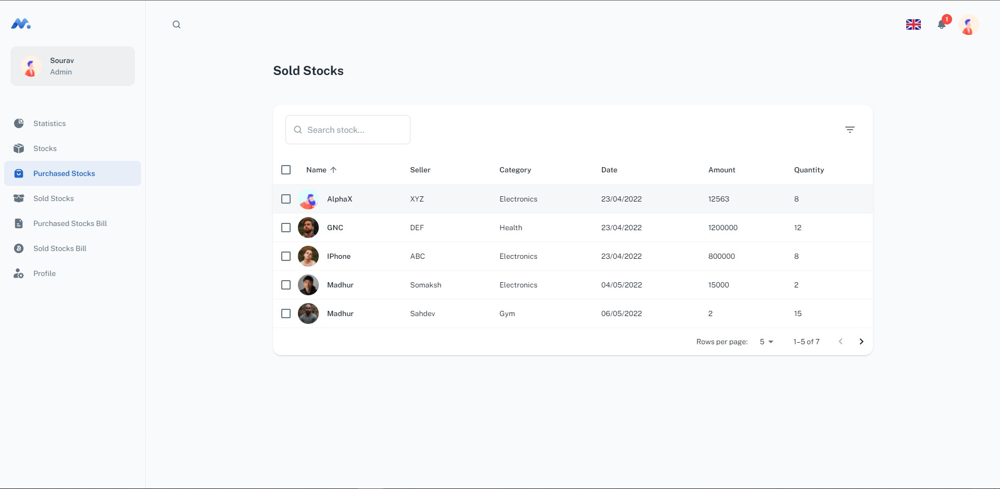 1
Sourav
Admin
Sold Stocks
Statistics
Stocks
Purchased Stocks
Sold Stocks
Purchased Stocks Bill
Sold Stocks Bill
Profile
Search stock...
Name Seller Category Date Amount Quantity
AlphaX XYZ Electronics 23/04/2022 12563 8
GNC DEF Health 23/04/2022 1200000 12
IPhone ABC Electronics 23/04/2022 800000 8
Madhur Somaksh Electronics 04/05/2022 15000 2
Madhur Sahdev Gym 06/05/2022 2 15
Rows per page: 5 1–5 of 7